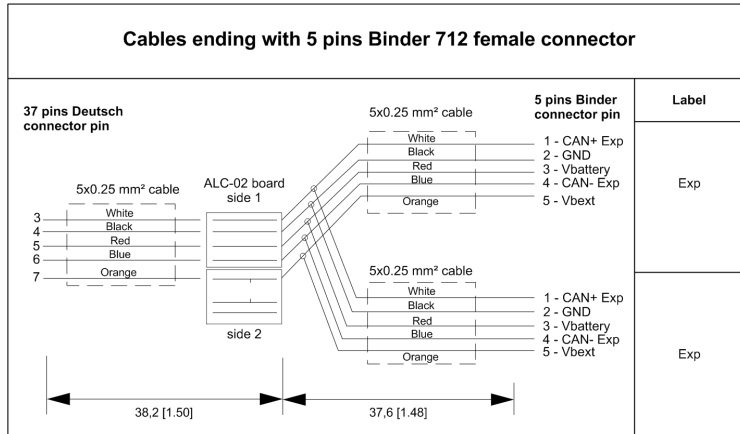 Cables ending with 5 pins Binder 712 female connector
37 pins Deutsch
connector pin
5x0.25 mm² cable
5 pins Binder
connector pin
Label
White
1 - CAN+ Exp
Black
2 - GND
Red
3 - Vbattery
Blue
4 - CAN- Exp
Orange
5 - Vbext
Exp
5x0.25 mm² cable
ALC-02 board
side 1
3
White
4
Black
5
Red
6
Blue
7
Orange
side 2
5x0.25 mm² cable
White
1 - CAN+ Exp
Black
2 - GND
Red
3 - Vbattery
Blue
4 - CAN- Exp
Orange
5 - Vbext
Exp
38,2 [1.50]
37,6 [1.48]